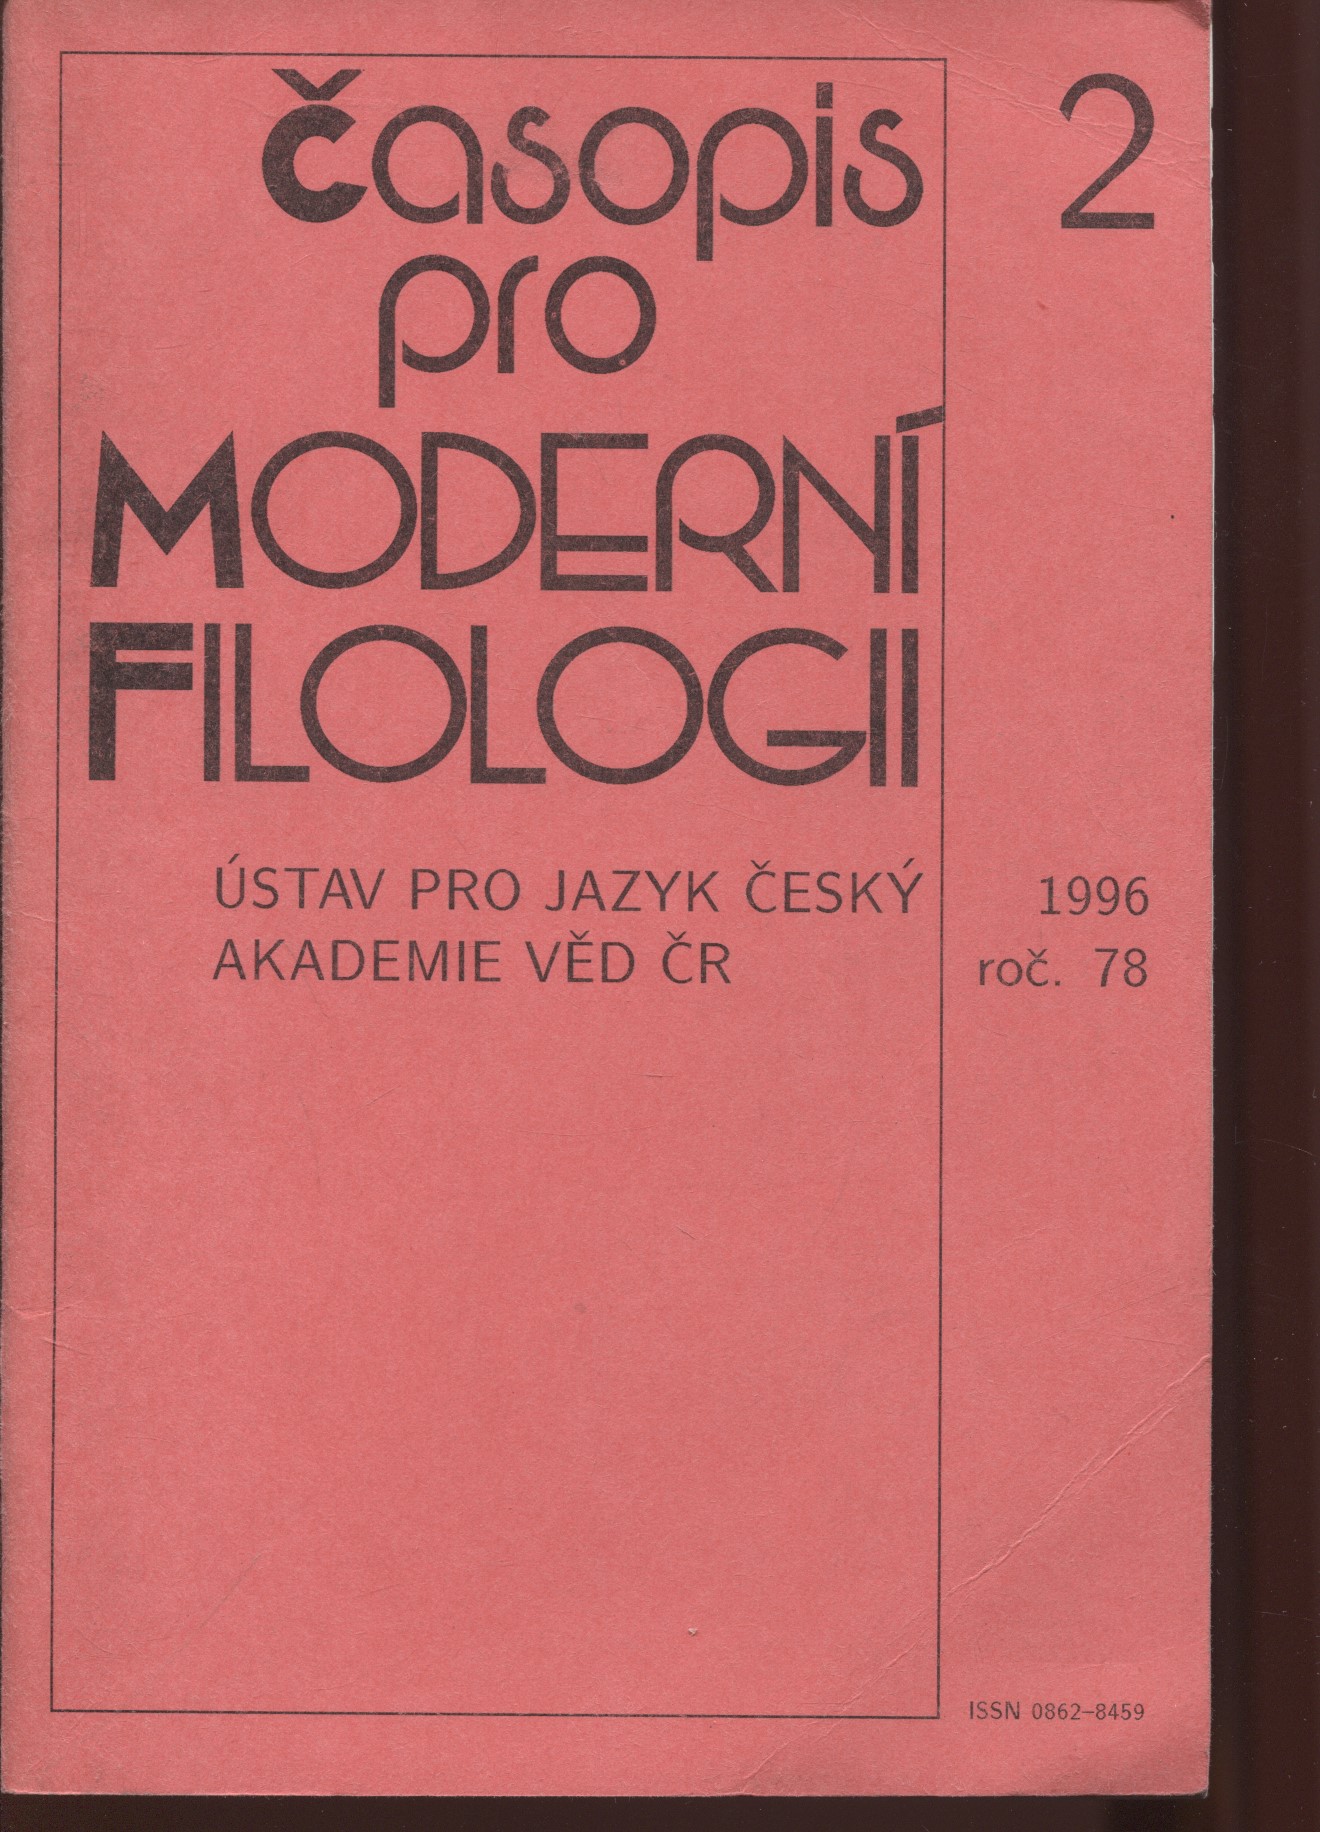 časopis
pro
MODERNÍ
FILOLOGII
2
ÚSTAV PRO JAZYK ČESKÝ
AKADEMIE VĚD ČR
1996
roč. 78
ISSN 0862-8459